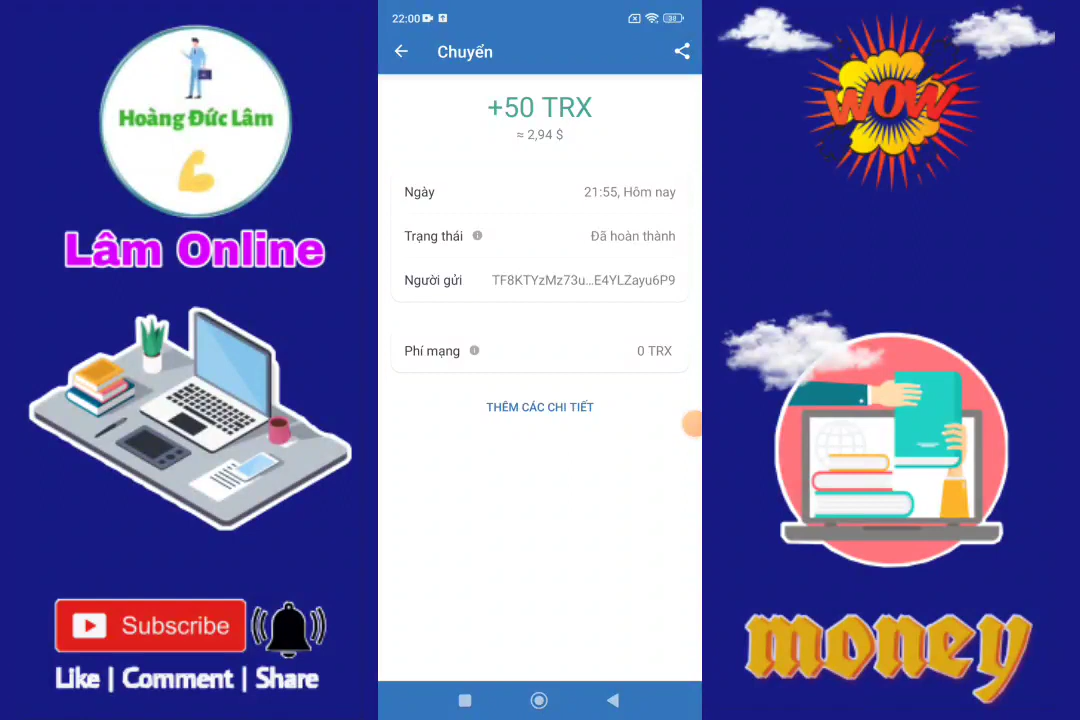 Hoàng Đức Lâm
Lâm Online
Subscribe
Like | Comment | Share
22:00
Chuyển
+50 TRX
≈ 2,94 $
Ngày 21:55, Hôm nay
Trạng thái Đã hoàn thành
Người gửi TF8KTYzMz73u...E4YLZayu6P9
Phí mạng 0 TRX
THÊM CÁC CHI TIẾT
WOW
money